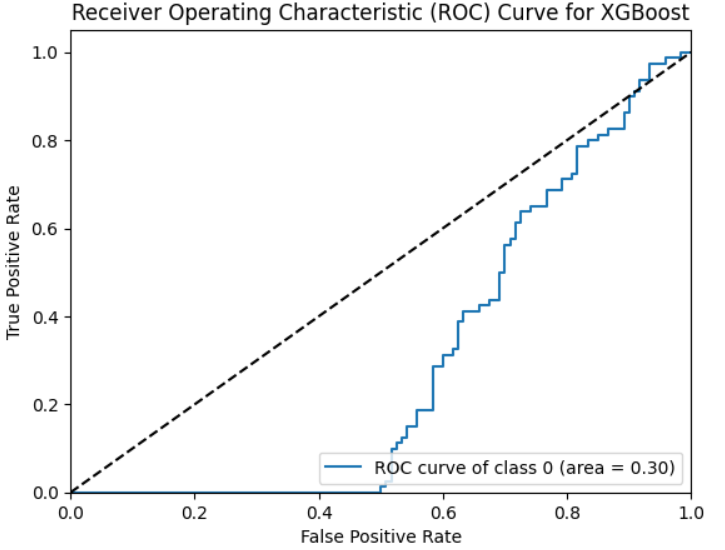 Receiver Operating Characteristic (ROC) Curve for XGBoost
1.0
0.8
0.6
0.4
0.2
0.0
True Positive Rate
ROC curve of class 0 (area = 0.30)
0.0 0.2 0.4 0.6 0.8 1.0
False Positive Rate